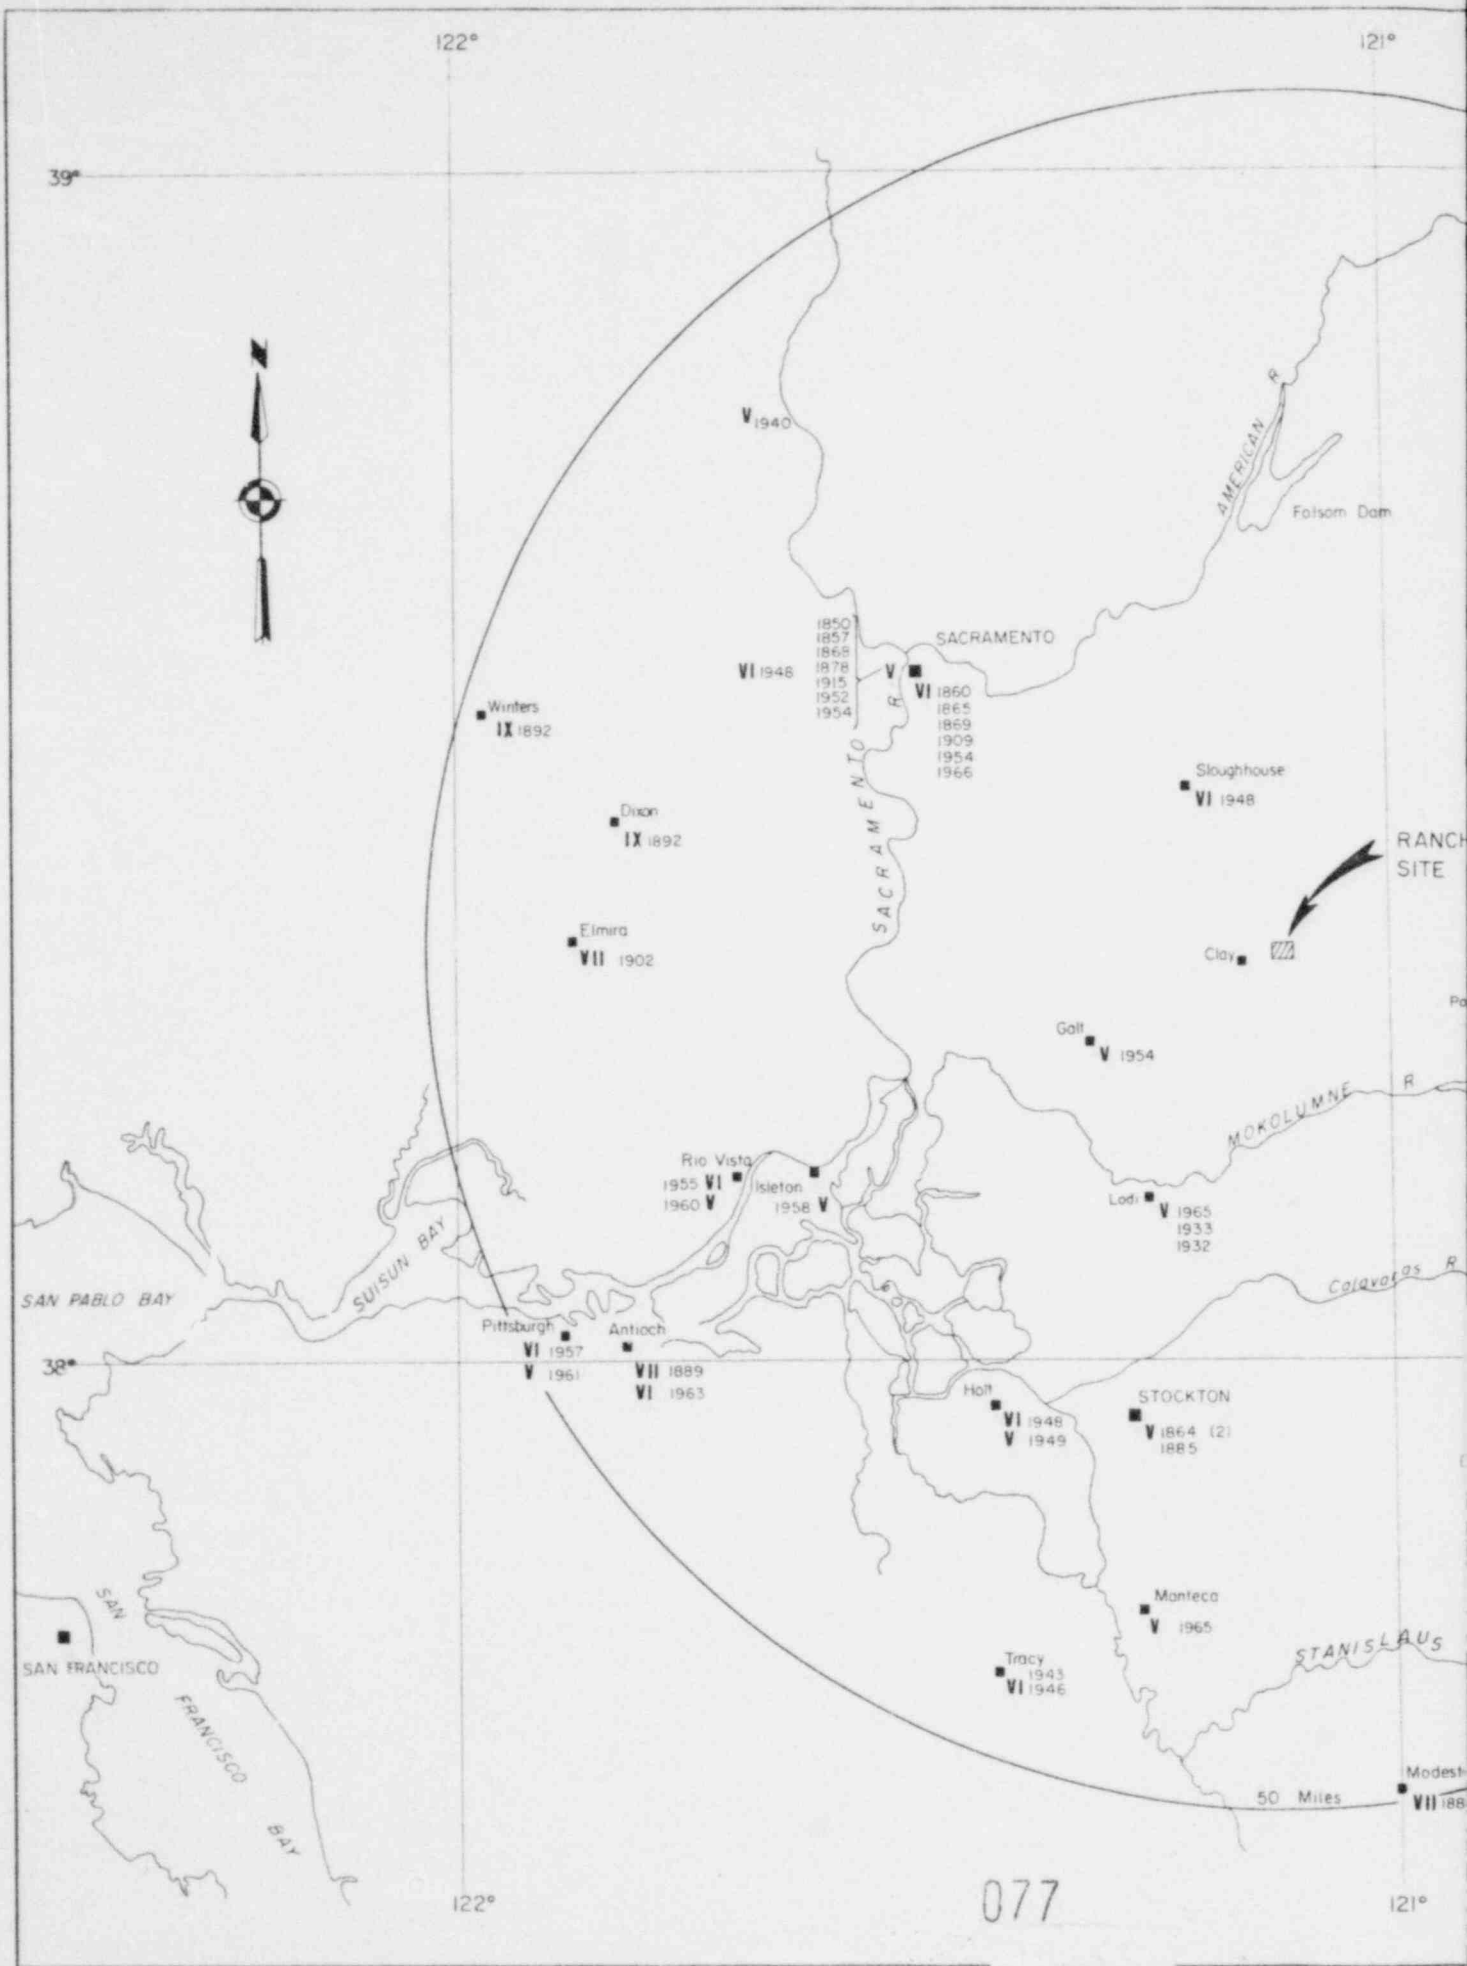 122°
121°
39°
N
V 1940
AMERICAN R
Folsom Dam
1850
1857
1868
1878
1915
1952
1954
V
SACRAMENTO
VI 1860
1865
1869
1909
1954
1966
VI 1948
Winters
IX 1892
SACRAMENTO R
Sloughhouse
VI 1948
Dixon
IX 1892
RANCH
SITE
Elmira
VII 1902
Clay
Galt
V 1954
MOKOLUMNE R
Rio Vista
1955 VI
1960 V
Isleton
1958 V
Lodi
V 1965
1933
1932
SUISUN BAY
SAN PABLO BAY
Calavaras R
Pittsburgh
VI 1957
V 1961
Antioch
VII 1889
VI 1963
38°
Holt
VI 1948
V 1949
STOCKTON
V 1864 (2)
1885
Manteca
V 1965
STANISLAUS
SAN FRANCISCO
SAN FRANCISCO BAY
Tracy
1943
VI 1946
50 Miles
Modest
VII 188
122°
077
121°